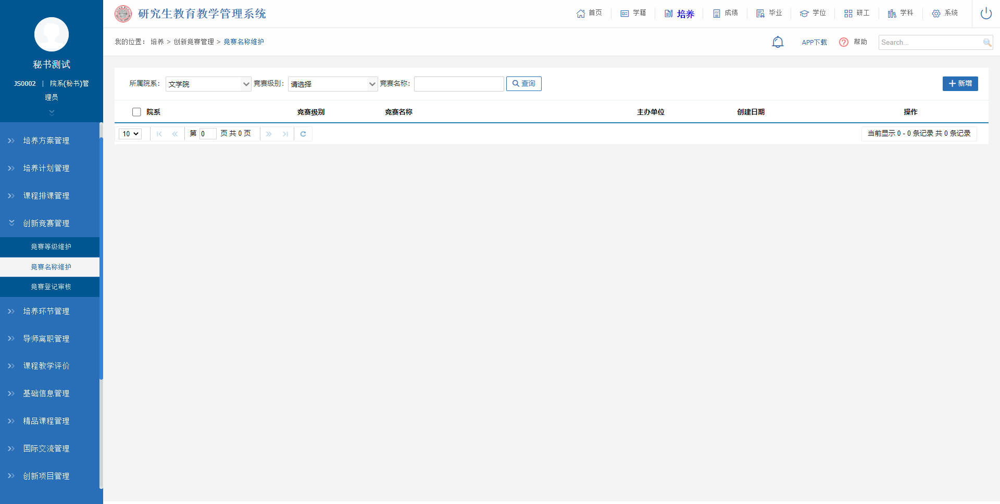 研究生教育教学管理系统
首页 学籍 培养 成绩 毕业 学位 研工 学科 系统
我的位置： 培养 > 创新竞赛管理 > 竞赛名称维护
APP下载 帮助 Search...
秘书测试
JS0002 | 院系(秘书)管
理员
培养方案管理
培养计划管理
课程排课管理
创新竞赛管理
竞赛等级维护
竞赛名称维护
竞赛登记审核
培养环节管理
导师离职管理
课程教学评价
基础信息管理
精品课程管理
国际交流管理
创新项目管理
所属院系： 文学院 竞赛级别： 请选择 竞赛名称： 查询 新增
院系 竞赛级别 竞赛名称 主办单位 创建日期 操作
10 第 0 页 共 0 页 当前显示 0 - 0 条记录 共 0 条记录